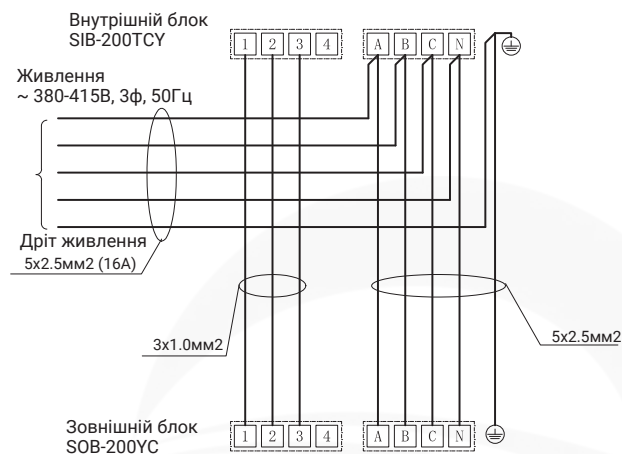 Внутрішній блок
SIB-200TCY
1 2 3 4 A B C N
Живлення
~ 380-415В, 3ф, 50Гц
Дріт живлення
5x2.5мм2 (16А)
3x1.0мм2
5x2.5мм2
Зовнішній блок
SOB-200YC
1 2 3 4 A B C N